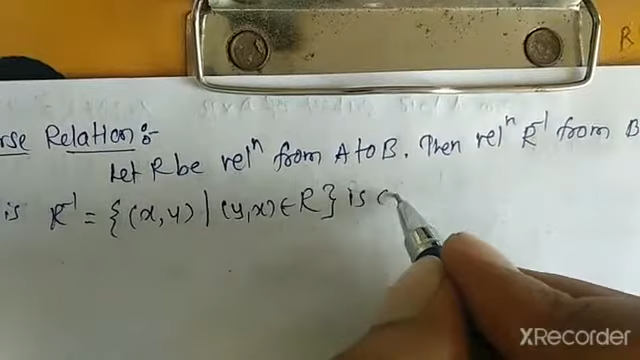 rse Relation :-
Let R be relⁿ from A to B. Then relⁿ R⁻¹ from B
is R⁻¹ = {(x,y) | (y,x) ∈ R} is
R
XRecorder